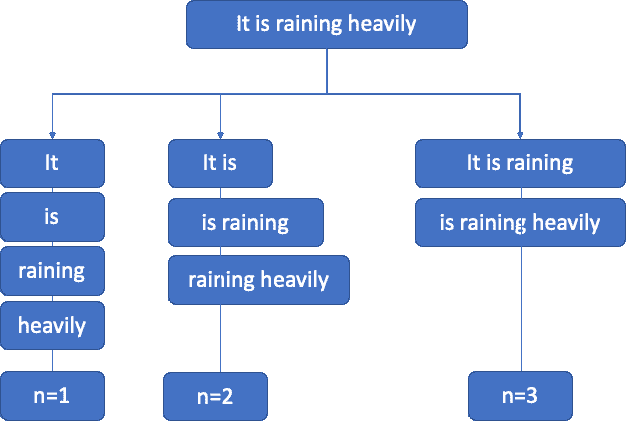 It is raining heavily
It
is
raining
heavily
n=1
It is
is raining
raining heavily
n=2
It is raining
is raining heavily
n=3